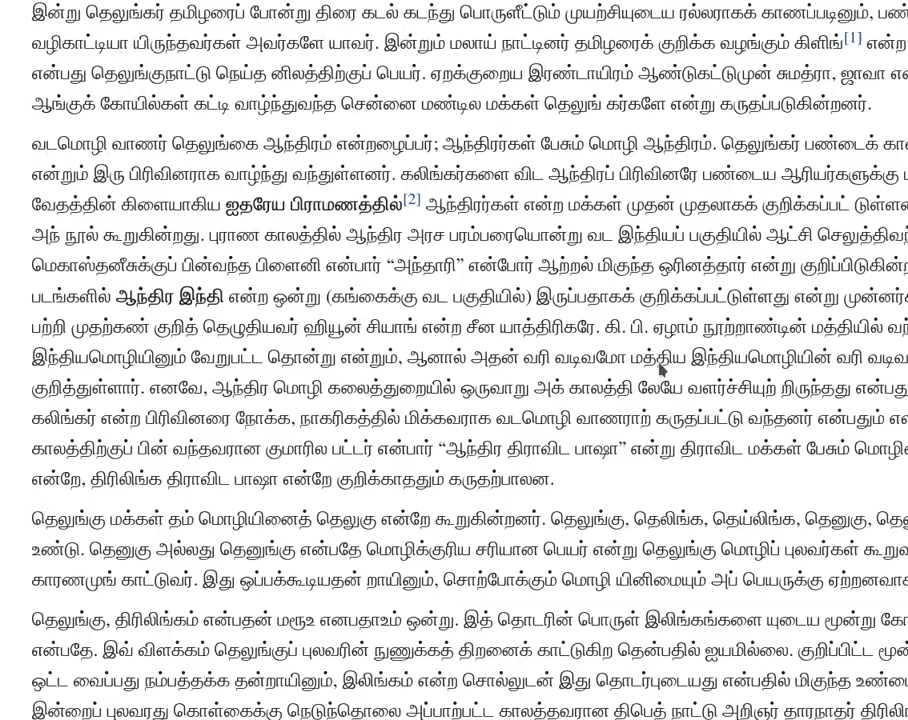 இன்று தெலுங்கர் தமிழரைப் போன்று திரை கடல் கடந்து பொருளீட்டும் முயற்சியுடைய ரல்லராகக் காணப்படினும், பண்
வழிகாட்டியா யிருந்தவர்கள் அவர்களே யாவர். இன்றும் மலாய் நாட்டினர் தமிழரைக் குறிக்க வழங்கும் கிளிங்[1] என்ற
என்பது தெலுங்குநாட்டு நெய்த னிலத்திற்குப் பெயர். ஏறக்குறைய இரண்டாயிரம் ஆண்டுகட்டுமுன் சுமத்ரா, ஜாவா
ஆங்குக் கோயில்கள் கட்டி வாழ்ந்துவந்த சென்னை மண்டில மக்கள் தெலுங் கர்களே என்று கருதப்படுகின்றனர்.
வடமொழி வாணர் தெலுங்கை ஆந்திரம் என்றழைப்பர்; ஆந்திரர்கள் பேசும் மொழி ஆந்திரம். தெலுங்கர் பண்டைக்
என்றும் இரு பிரிவினராக வாழ்ந்து வந்துள்ளனர். கலிங்கர்களை விட ஆந்திரப் பிரிவினரே பண்டைய ஆரியர்களுக்கு
வேதத்தின் கிளையாகிய ஐதரேய பிராமணத்தில்[2] ஆந்திரர்கள் என்ற மக்கள் முதன் முதலாகக் குறிக்கப்பட்
அந் நூல் கூறுகின்றது. புராண காலத்தில் ஆந்திர அரச பரம்பரையொன்று வட இந்தியப் பகுதியில் ஆட்சி
மெகாஸ்தனீசுக்குப் பின்வந்த பிளைனி என்பார் “அந்தாரி” என்போர் ஆற்றல் மிகுந்த ஒரினத்தார் என்று
படங்களில் ஆந்திர இந்தி என்ற ஒன்று (கங்கைக்கு வட பகுதியில்) இருப்பதாகக் குறிக்கப்பட்டுள்ளது என்று
பற்றி முதற்கண் குறித் தெழுதியவர் ஹியூன் சியாங் என்ற சீன யாத்திரிகரே. கி. பி. ஏழாம் நூற்றாண்டின் மத்தியில்
இந்தியமொழியினும் வேறுபட்ட தொன்று என்றும், ஆனால் அதன் வரி வடிவமோ மத்திய இந்தியமொழியின் வரி
குறித்துள்ளார். எனவே, ஆந்திர மொழி கலைத்துறையில் ஒருவாறு அக் காலத்தி லேயே வளர்ச்சியுற் றிருந்தது
கலிங்கர் என்ற பிரிவினரை நோக்க, நாகரிகத்தில் மிக்கவராக வடமொழி வாணராற் கருதப்பட்டு வந்தனர் என்பதும்
காலத்திற்குப் பின் வந்தவரான குமாரில பட்டர் என்பார் “ஆந்திர திராவிட பாஷா” என்று திராவிட மக்கள் பேசும்
என்றே, திரிலிங்க திராவிட பாஷா என்றே குறிக்காததும் கருதற்பாலன.
தெலுங்கு மக்கள் தம் மொழியினைத் தெலுகு என்றே கூறுகின்றனர். தெலுங்கு, தெலிங்க, தெய்லிங்க, தெனுகு,
உண்டு. தெனுகு அல்லது தெனுங்கு என்பதே மொழிக்குரிய சரியான பெயர் என்று தெலுங்கு மொழிப் புலவர்கள்
காரணமுங் காட்டுவர். இது ஒப்பக்கூடியதன் றாயினும், சொற்போக்கும் மொழி யினிமையும் அப் பெயருக்கு
தெலுங்கு, திரிலிங்கம் என்பதன் மரூஉ எனபதாஉம் ஒன்று. இத் தொடரின் பொருள் இலிங்கங்களை யுடைய மூன்று
என்பதே. இவ் விளக்கம் தெலுங்குப் புலவரின் நுணுக்கத் திறனைக் காட்டுகிற தென்பதில் ஐயமில்லை. குறிப்பிட்ட
ஒட்ட வைப்பது நம்பத்தக்க தன்றாயினும், இலிங்கம் என்ற சொல்லுடன் இது தொடர்புடையது என்பதில் மிகுந்த
இன்றைப் புலவரது கொள்கைக்கு நெடுந்தொலை அப்பாற்பட்ட காலத்தவரான திபெத் நாட்டு அறிஞர் தாரநாதர்